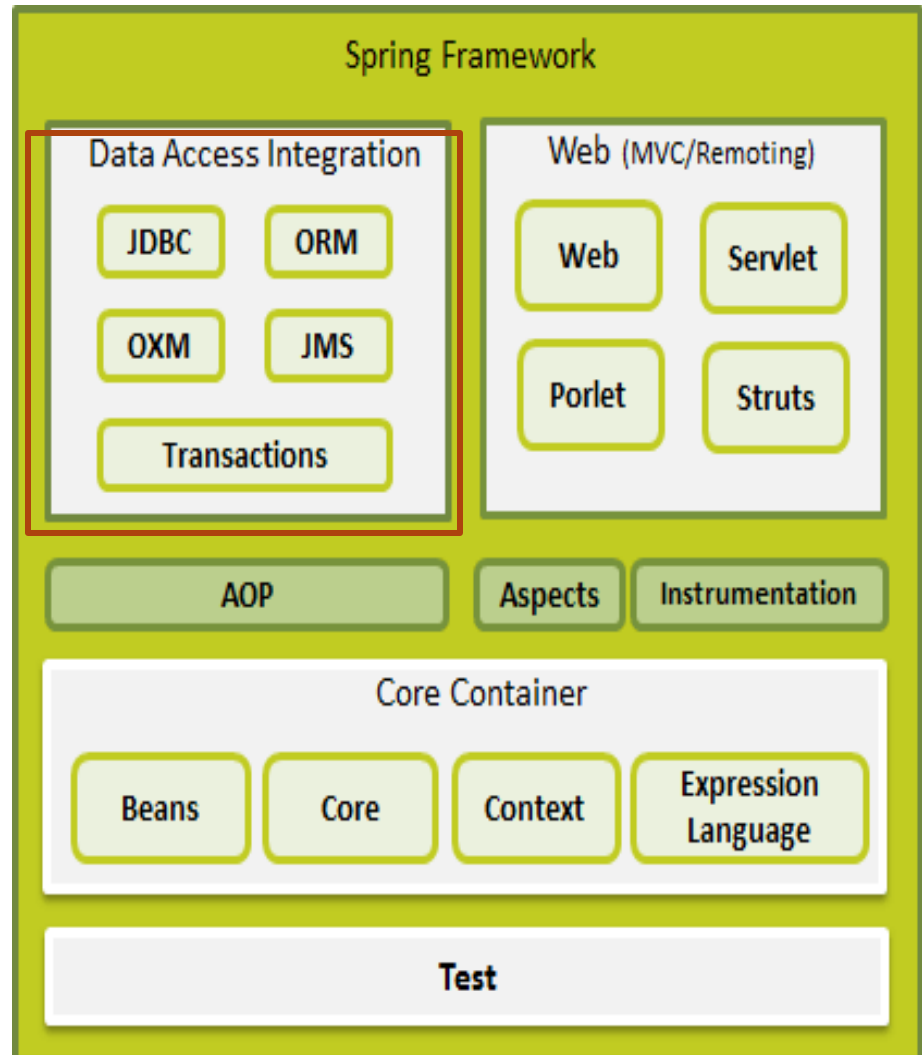 Spring Framework
Data Access Integration
JDBC
ORM
OXM
JMS
Transactions
Web (MVC/Remoting)
Web
Servlet
Porlet
Struts
AOP
Aspects
Instrumentation
Core Container
Beans
Core
Context
Expression
Language
Test